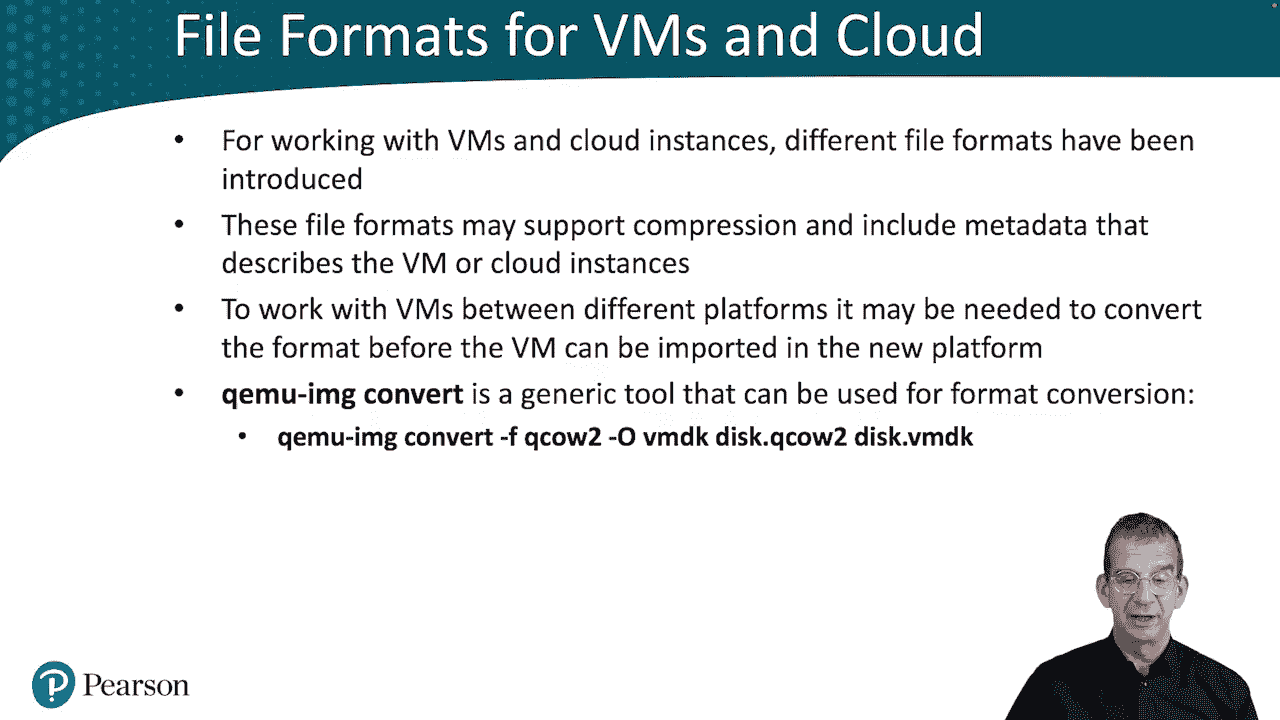 File Formats for VMs and Cloud
• For working with VMs and cloud instances, different file formats have been
introduced
• These file formats may support compression and include metadata that
describes the VM or cloud instances
• To work with VMs between different platforms it may be needed to convert
the format before the VM can be imported in the new platform
• qemu-img convert is a generic tool that can be used for format conversion:
• qemu-img convert -f qcow2 -O vmdk disk.qcow2 disk.vmdk
Pearson